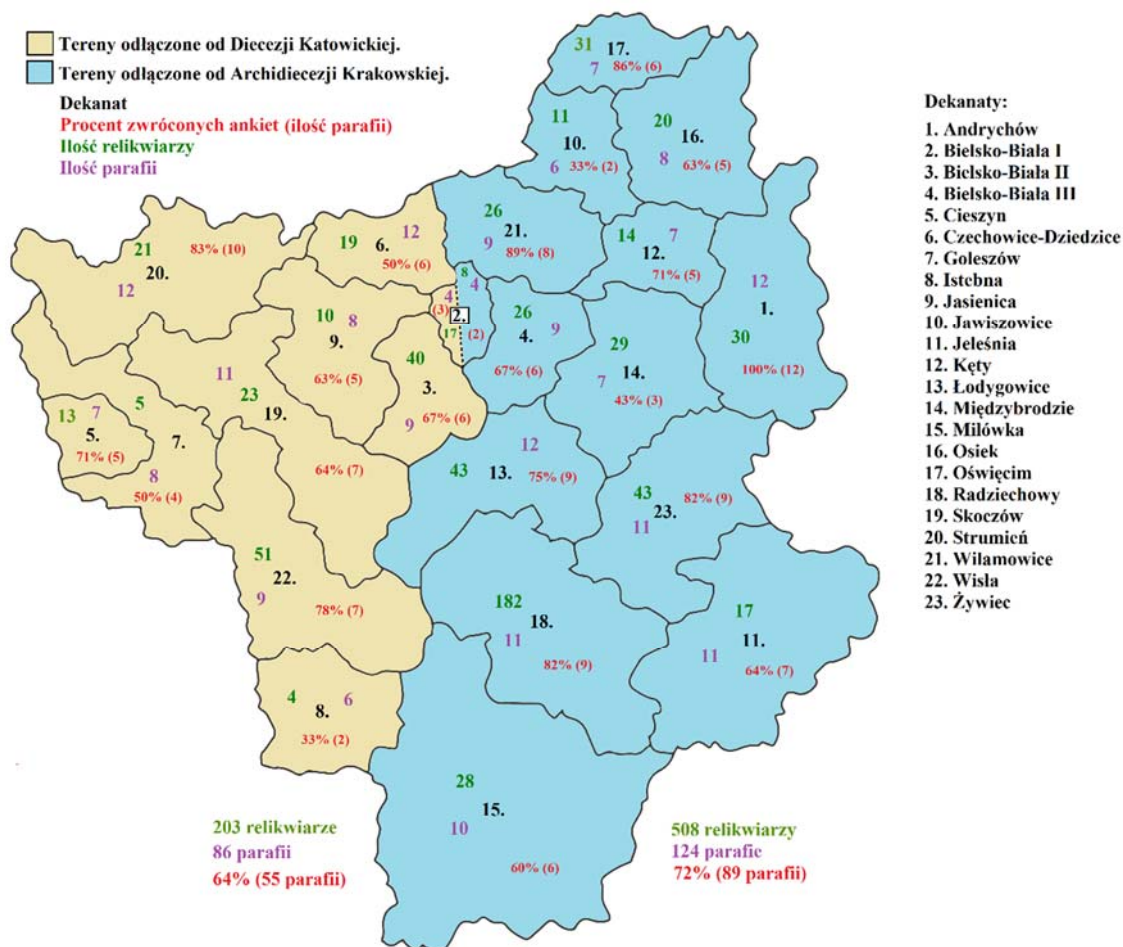 Tereny odłączone od Diecezji Katowickiej.
Tereny odłączone od Archidiecezji Krakowskiej.
Dekanat
Procent zwróconych ankiet (ilość parafii)
Ilość relikwiarzy
Ilość parafii
31
17.
7
86% (6)
11
10.
6
33% (2)
20
16.
8
63% (5)
21
83% (10)
20.
12
19
6.
12
50% (6)
26
21.
9
89% (8)
14
7
12.
71% (5)
12
1.
30
100% (12)
8
4
4
(3)
2.
17
(2)
10
8
9.
63% (5)
40
3.
67% (6)
9
26
4.
9
67% (6)
29
14.
7
43% (3)
11
23
19.
64% (7)
13
7
5.
71% (5)
5
7.
8
50% (4)
12
43
13.
75% (9)
43
82% (9)
23.
11
51
22.
9
78% (7)
182
18.
11
82% (9)
17
11.
11
64% (7)
4
6
8.
33% (2)
28
15.
10
60% (6)
203 relikwiarze
86 parafii
64% (55 parafii)
508 relikwiarzy
124 parafie
72% (89 parafii)
Dekanaty:
1. Andrychów
2. Bielsko-Biała I
3. Bielsko-Biała II
4. Bielsko-Biała III
5. Cieszyn
6. Czechowice-Dziedzice
7. Goleszów
8. Istebna
9. Jasienica
10. Jawiszowice
11. Jeleśnia
12. Kęty
13. Łodygowice
14. Międzybrodzie
15. Milówka
16. Osiek
17. Oświęcim
18. Radziechowy
19. Skoczów
20. Strumień
21. Wilamowice
22. Wisła
23. Żywiec